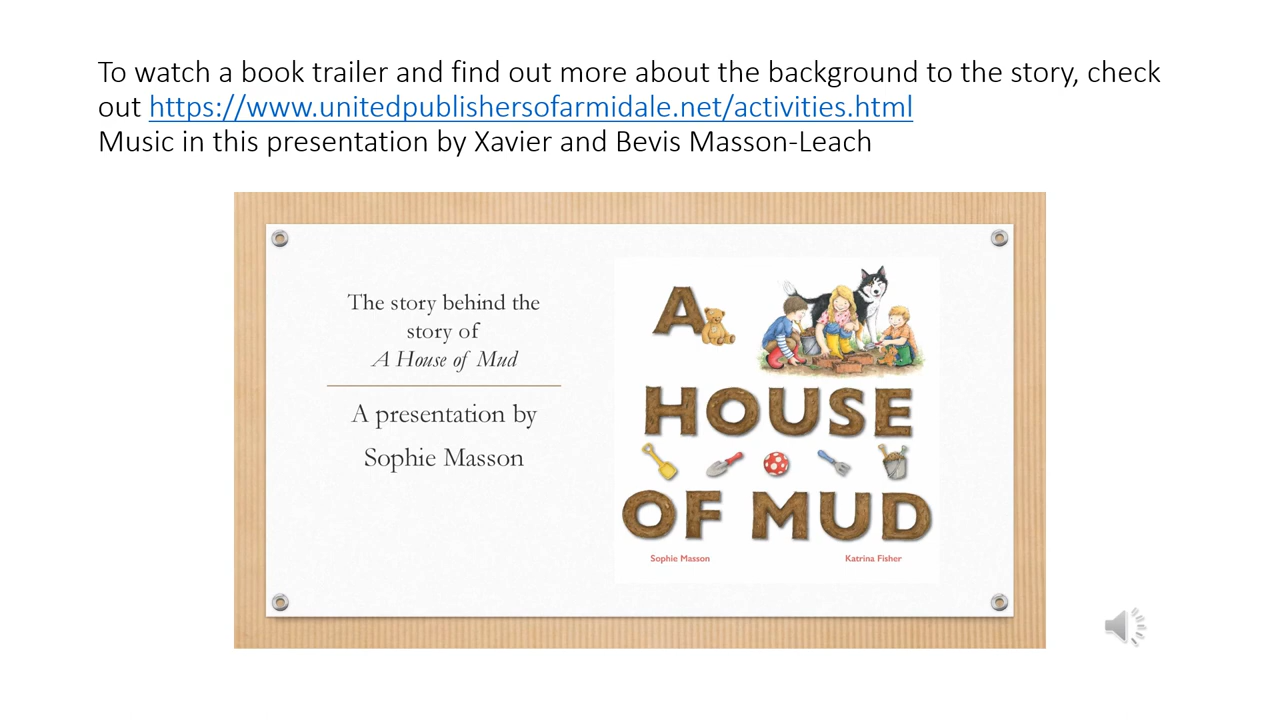 To watch a book trailer and find out more about the background to the story, check
out https://www.unitedpublishersofarmidale.net/activities.html
Music in this presentation by Xavier and Bevis Masson-Leach
The story behind the
story of
A House of Mud
A presentation by
Sophie Masson
A
HOUSE
OF MUD
Sophie Masson
Katrina Fisher